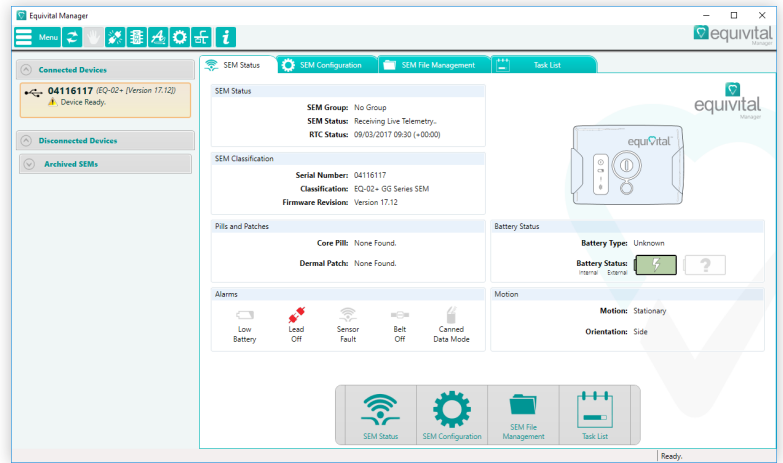 Equivital Manager
Menu
equivital
Manager
Connected Devices
04116117 (EQ-02+ [Version 17.12])
Device Ready.
Disconnected Devices
Archived SEMs
SEM Status
SEM Configuration
SEM File Management
Task List
SEM Status
SEM Group: No Group
SEM Status: Receiving Live Telemetry..
RTC Status: 09/03/2017 09:30 (+00:00)
equivital
Manager
equivital
SEM Classification
Serial Number: 04116117
Classification: EQ-02+ GG Series SEM
Firmware Revision: Version 17.12
Pills and Patches
Core Pill: None Found.
Dermal Patch: None Found.
Battery Status
Battery Type: Unknown
Battery Status:
Internal External
?
Alarms
Low Battery
Lead Off
Sensor Fault
Belt Off
Canned Data Mode
Motion
Motion: Stationary
Orientation: Side
SEM Status
SEM Configuration
SEM File Management
Task List
Ready.